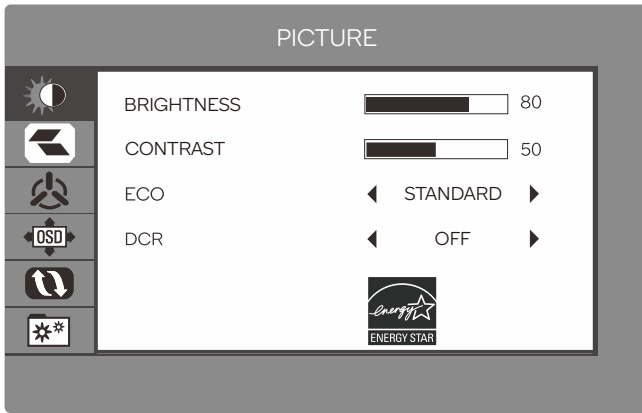 PICTURE
BRIGHTNESS 80
CONTRAST 50
ECO STANDARD
DCR OFF
OSD
energy
ENERGY STAR